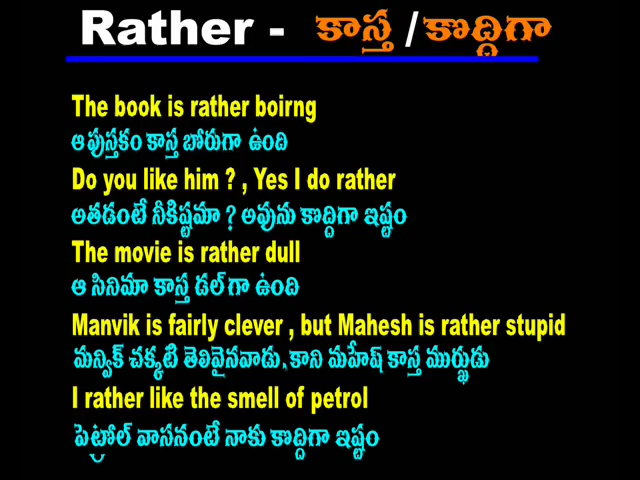 Rather - కాస్త /కొద్దిగా
The book is rather boirng
ఆపుస్తకం కాస్త బోరుగా ఉంది
Do you like him ? , Yes I do rather
అతడంటే నీకిష్టమా ? అవును కొద్దిగా ఇష్టం
The movie is rather dull
ఆ సినిమా కాస్త డల్‌గా ఉంది
Manvik is fairly clever , but Mahesh is rather stupid
మన్విక్ చక్కటి తెలివైనవాడు,కాని మహేష్ కాస్త ముర్ఖుడు
I rather like the smell of petrol
పెట్రోల్ వాసనంటే నాకు కొద్దిగా ఇష్టం